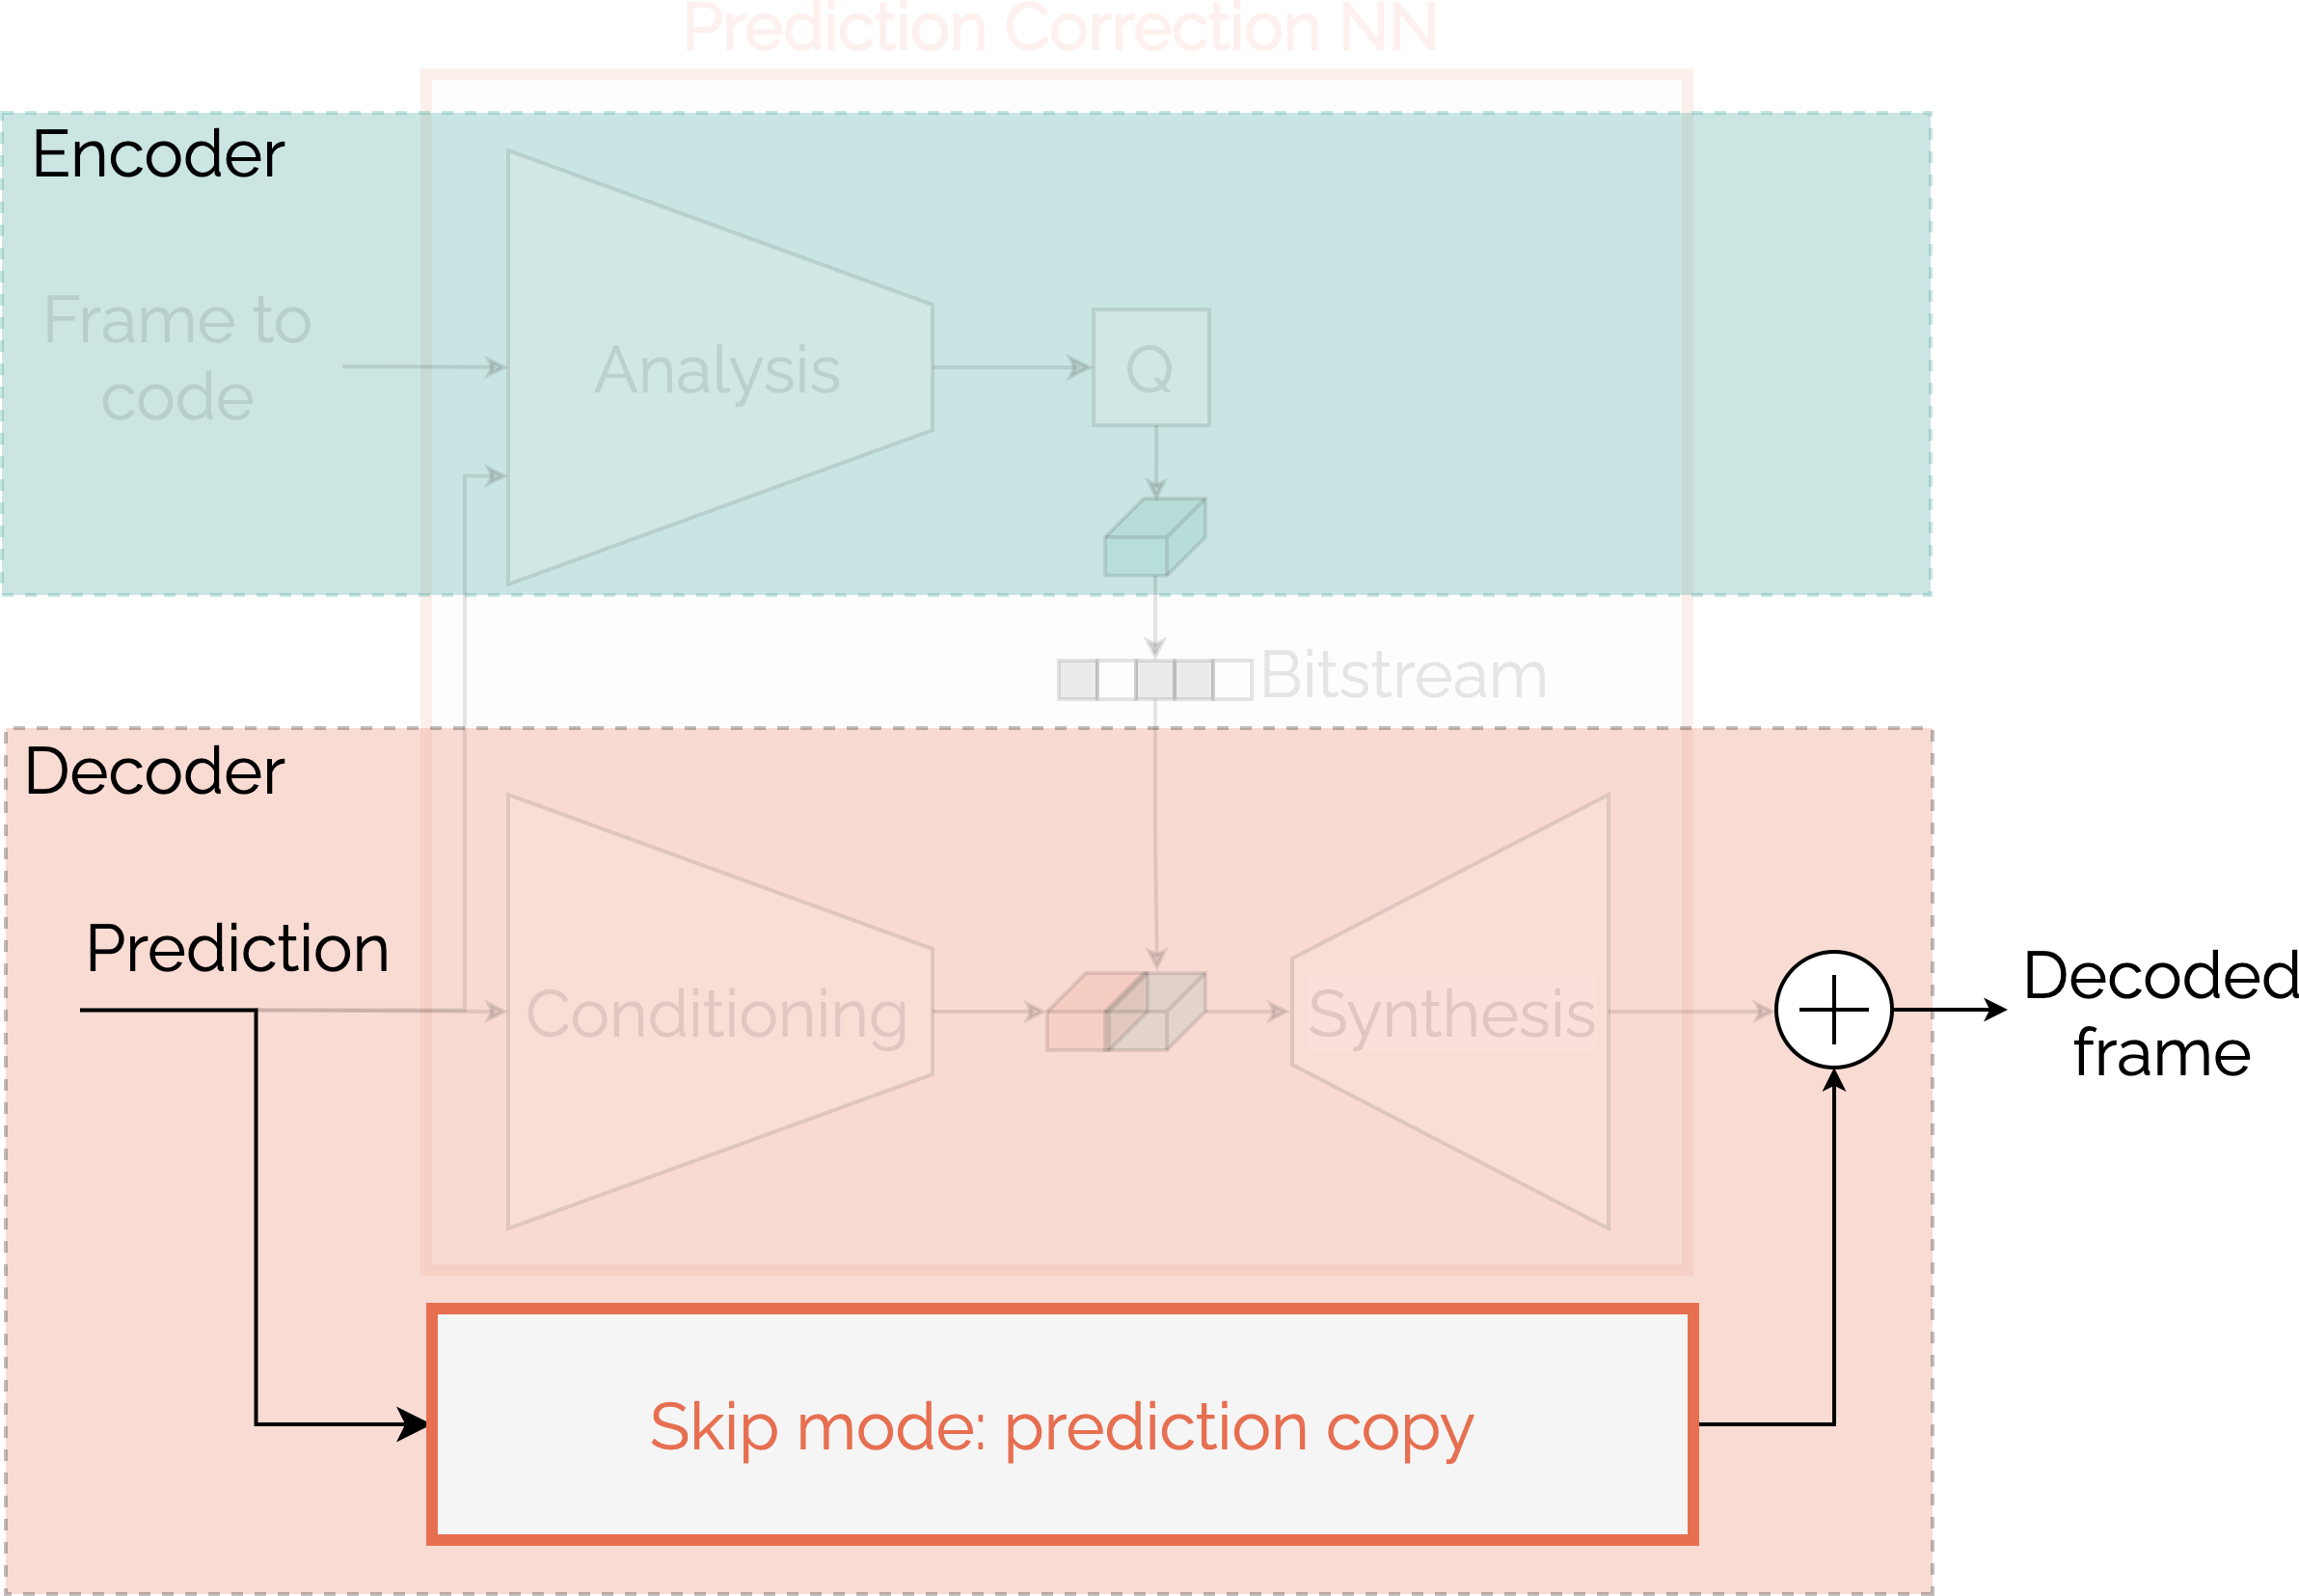 Prediction Correction NN
Encoder
Frame to
code
Analysis
Q
Bitstream
Decoder
Prediction
Conditioning
Synthesis
Decoded
frame
Skip mode: prediction copy